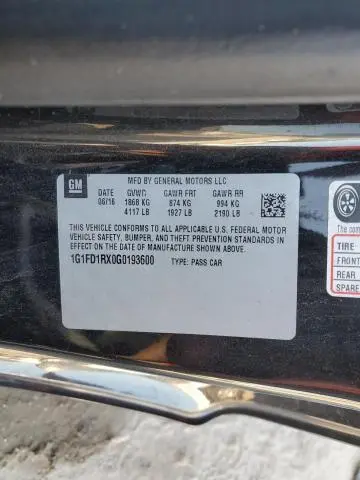 GM
MFD BY GENERAL MOTORS LLC
DATE GVWR GAWR FRT GAWR RR
06/16 1868 KG 874 KG 994 KG
4117 LB 1927 LB 2190 LB
THIS VEHICLE CONFORMS TO ALL APPLICABLE U.S. FEDERAL MOTOR
VEHICLE SAFETY, BUMPER, AND THEFT PREVENTION STANDARDS IN
EFFECT ON THE DATE OF MANUFACTURE SHOWN ABOVE.
1G1FD1RX0G0193600 TYPE: PASS CAR
TIRE
FRONT
REAR
SPARE